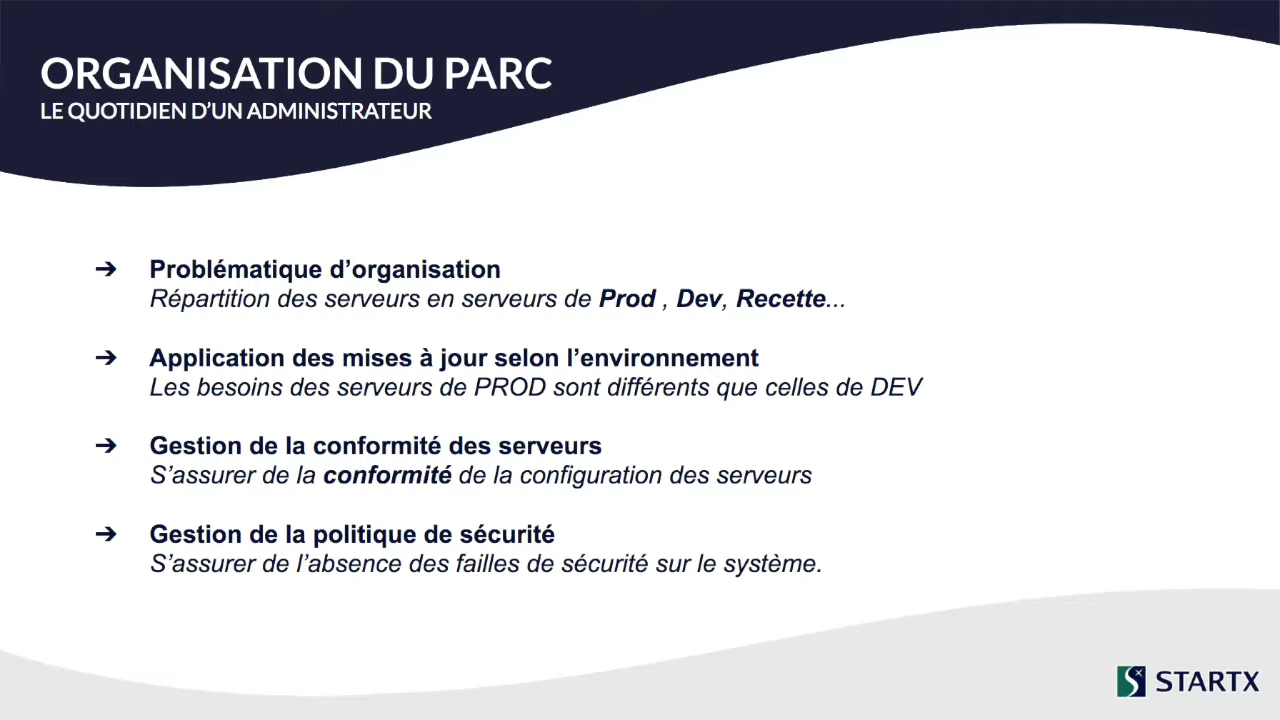 ORGANISATION DU PARC
LE QUOTIDIEN D’UN ADMINISTRATEUR
➔ Problématique d’organisation
Répartition des serveurs en serveurs de Prod , Dev, Recette...
➔ Application des mises à jour selon l’environnement
Les besoins des serveurs de PROD sont différents que celles de DEV
➔ Gestion de la conformité des serveurs
S’assurer de la conformité de la configuration des serveurs
➔ Gestion de la politique de sécurité
S’assurer de l’absence des failles de sécurité sur le système.
STARTX